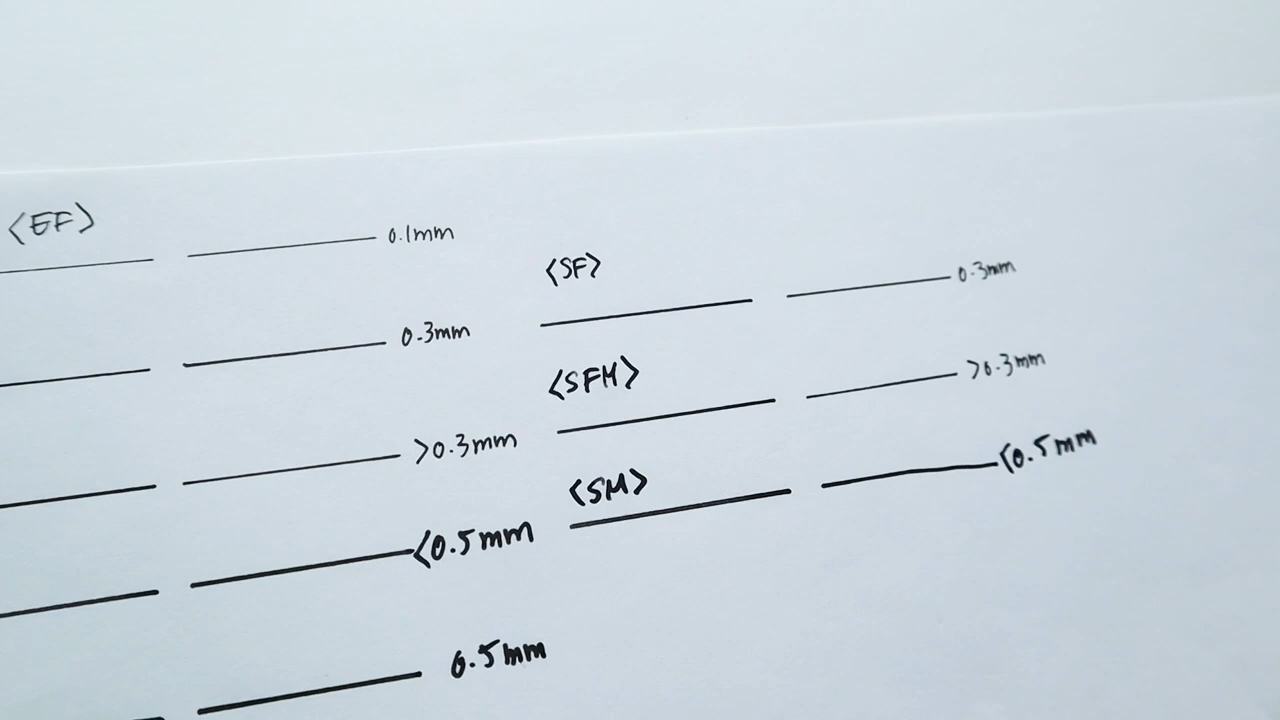 <EF>
0.1mm
0.3mm
>0.3mm
<0.5mm
0.5mm
<SF>
0.3mm
<SFM>
>0.3mm
<SM>
<0.5mm